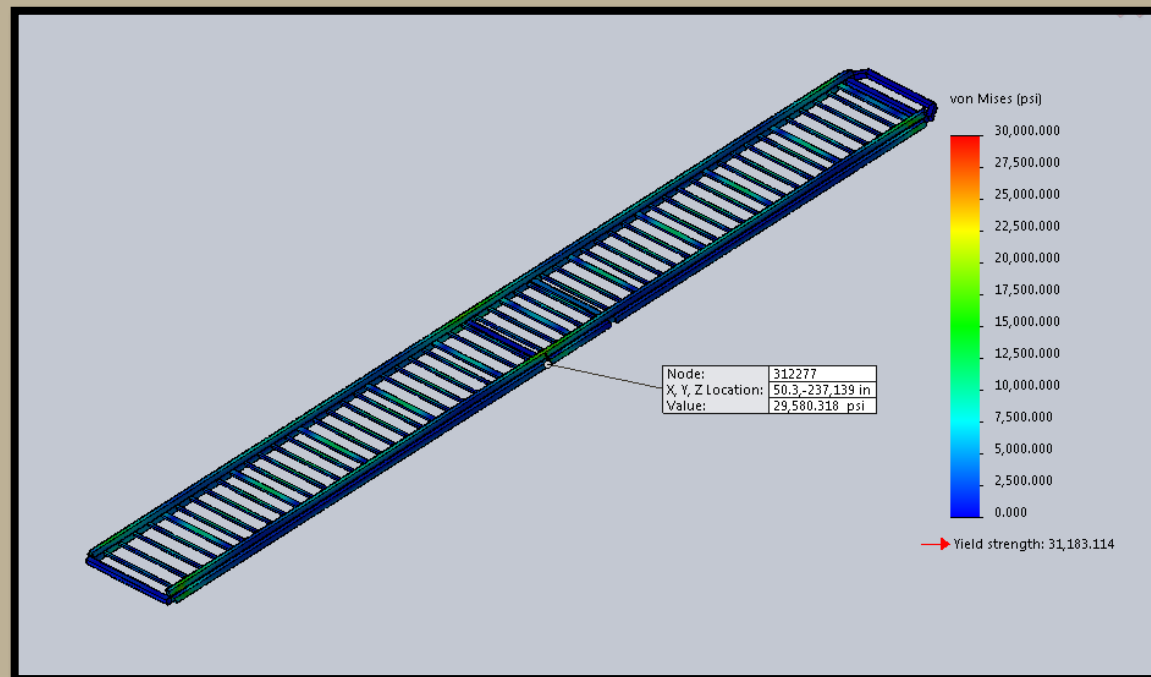 von Mises (psi)
30,000.000
27,500.000
25,000.000
22,500.000
20,000.000
17,500.000
15,000.000
12,500.000
10,000.000
7,500.000
5,000.000
2,500.000
0.000
Yield strength: 31,183.114
Node: 312277
X, Y, Z Location: 50.3,-237,139 in
Value: 29,580.318 psi